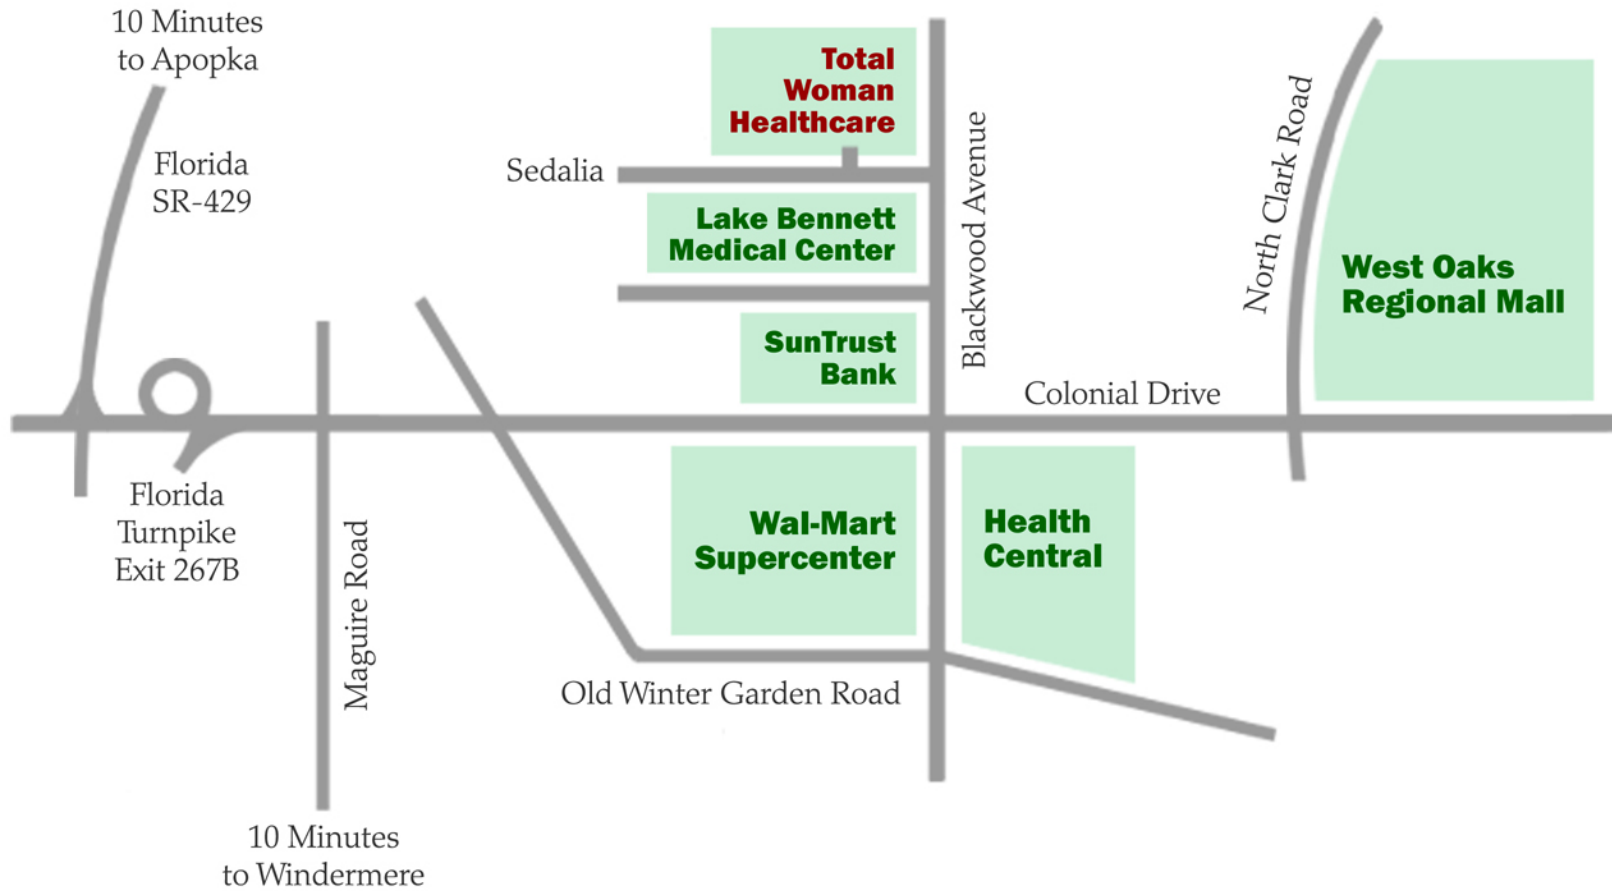 10 Minutes
to Apopka
Florida
SR-429
Total
Woman
Healthcare
Sedalia
Lake Bennett
Medical Center
Blackwood Avenue
North Clark Road
West Oaks
Regional Mall
SunTrust
Bank
Colonial Drive
Florida
Turnpike
Exit 267B
Maguire Road
Wal-Mart
Supercenter
Health
Central
Old Winter Garden Road
10 Minutes
to Windermere